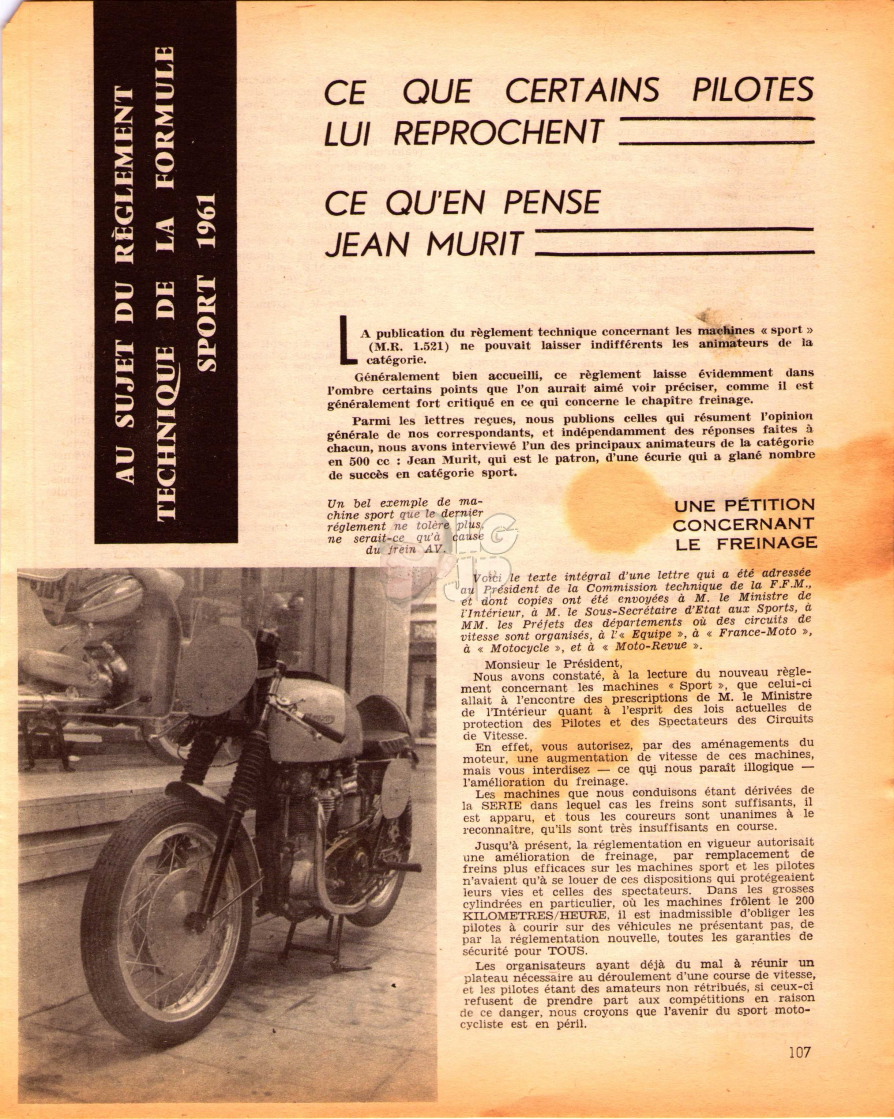 AU SUJET DU RÈGLEMENT
TECHNIQUE DE LA FORMULE
SPORT 1961
CE QUE CERTAINS PILOTES
LUI REPROCHENT
CE QU'EN PENSE
JEAN MURIT
LA publication du règlement technique concernant les machines « sport »
(M.R. 1.521) ne pouvait laisser indifférents les animateurs de la
catégorie.
Généralement bien accueilli, ce règlement laisse évidemment dans
l'ombre certains points que l'on aurait aimé voir préciser, comme il est
généralement fort critiqué en ce qui concerne le chapître freinage.
Parmi les lettres reçues, nous publions celles qui résument l'opinion
générale de nos correspondants, et indépendamment des réponses faites à
chacun, nous avons interviewé l'un des principaux animateurs de la catégorie
en 500 cc : Jean Murit, qui est le patron, d'une écurie qui a glané nombre
de succès en catégorie sport.
Un bel exemple de ma-
chine sport que le dernier
réglement ne tolère plus,
ne serait-ce qu'à cause
du frein AV.
UNE PÉTITION
CONCERNANT
LE FREINAGE
Voici le texte intégral d'une lettre qui a été adressée
au Président de la Commission technique de la F.F.M.,
et dont copies ont été envoyées à M. le Ministre de
l'Intérieur, à M. le Sous-Secrétaire d'Etat aux Sports, à
MM. les Préfets des départements où des circuits de
vitesse sont organisés, à l'« Equipe », à « France-Moto »,
à « Motocycle », et à « Moto-Revue ».
Monsieur le Président,
Nous avons constaté, à la lecture du nouveau règle-
ment concernant les machines « Sport », que celui-ci
allait à l'encontre des prescriptions de M. le Ministre
de l'Intérieur quant à l'esprit des lois actuelles de
protection des Pilotes et des Spectateurs des Circuits
de Vitesse.
En effet, vous autorisez, par des aménagements du
moteur, une augmentation de vitesse de ces machines,
mais vous interdisez — ce qui nous paraît illogique —
l'amélioration du freinage.
Les machines que nous conduisons étant dérivées de
la SERIE dans lequel cas les freins sont suffisants, il
est apparu, et tous les coureurs sont unanimes à le
reconnaître, qu'ils sont très insuffisants en course.
Jusqu'à présent, la réglementation en vigueur autorisait
une amélioration de freinage, par remplacement de
freins plus efficaces sur les machines sport et les pilotes
n'avaient qu'à se louer de ces dispositions qui protégeaient
leurs vies et celles des spectateurs. Dans les grosses
cylindrées en particulier, où les machines frôlent le 200
KILOMETRES/HEURE, il est inadmissible d'obliger les
pilotes à courir sur des véhicules ne présentant pas, de
par la réglementation nouvelle, toutes les garanties de
sécurité pour TOUS.
Les organisateurs ayant déjà du mal à réunir un
plateau nécessaire au déroulement d'une course de vitesse,
et les pilotes étant des amateurs non rétribués, si ceux-ci
refusent de prendre part aux compétitions en raison
de ce danger, nous croyons que l'avenir du sport moto-
cycliste est en péril.
107